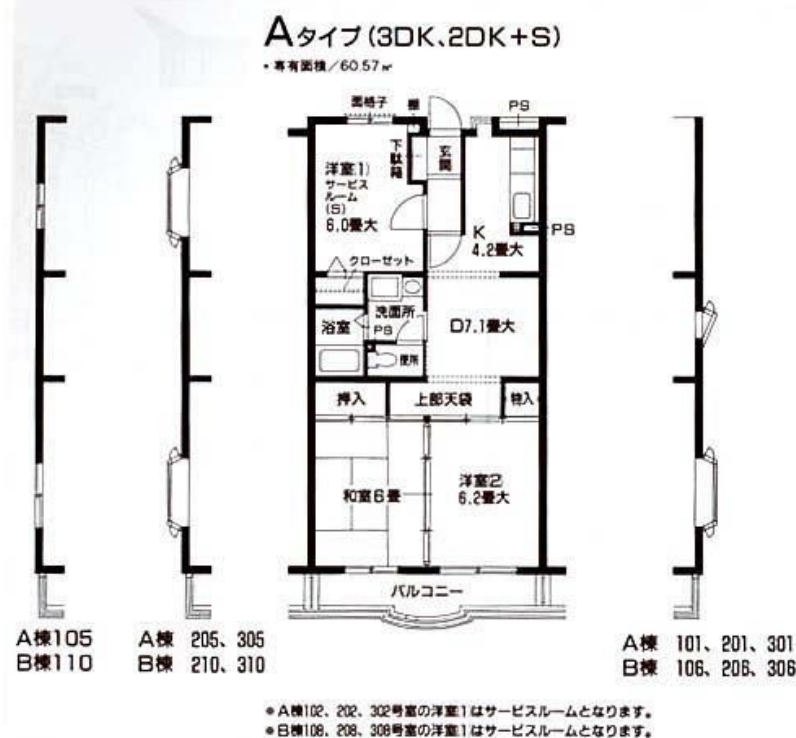 Aタイプ(3DK、2DK+S)
・専有面積/60.57㎡
面格子
棚
PS
下駄箱
玄関
洋室1)
サービス
ルーム
(S)
6.0畳大
K
4.2畳大
PS
クローゼット
洗面所
PS
浴室
便所
D7.1畳大
押入
上部天袋
物入
和室6畳
洋室2
6.2畳大
バルコニー
A棟105
B棟110
A棟 205、305
B棟 210、310
A棟 101、201、301
B棟 106、206、306
●A棟102、202、302号室の洋室1はサービスルームとなります。
●B棟108、208、308号室の洋室1はサービスルームとなります。